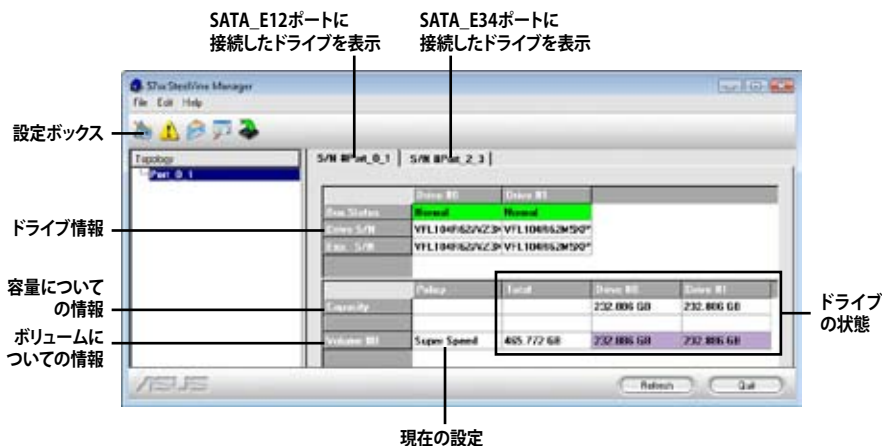 SATA_E12ポートに
接続したドライブを表示
SATA_E34ポートに
接続したドライブを表示
57xx SteelVine Manager
File Edit Help
設定ボックス
Topology
Port_0_1
S/N #Port_0_1
S/N #Port_2_3
ドライブ情報
Drive #0 Drive #1
Normal Normal
容量について
の情報
Policy Total Drive #0 Drive #1
Capacity 232.886 GB 232.886 GB
ドライブ
の状態
ボリュームに
ついての情報
Volume #0 Super Speed 465.772 GB 232.886 GB 232.886 GB
ASUS
Refresh Quit
現在の設定